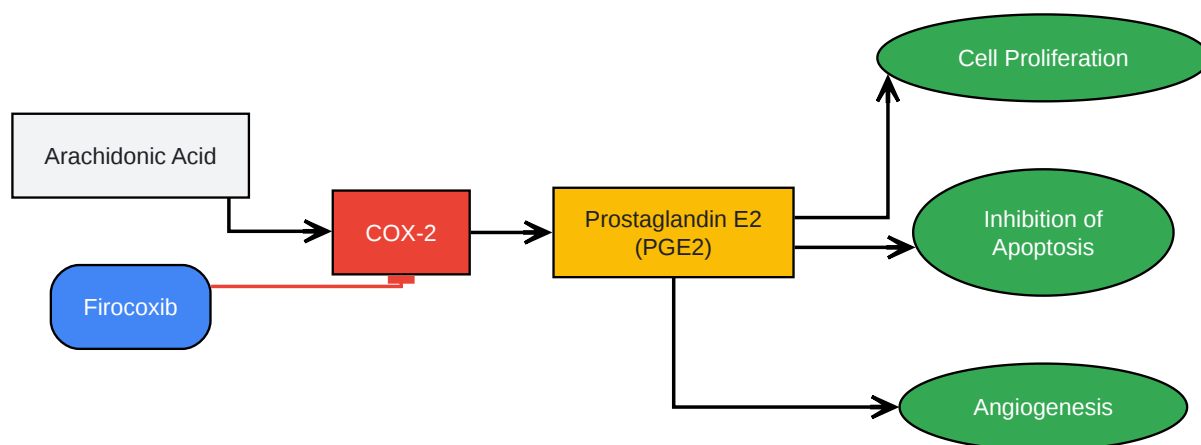 Cell Proliferation
Arachidonic Acid
COX-2
Prostaglandin E2
(PGE2)
Inhibition of
Apoptosis
Firocoxib
Angiogenesis